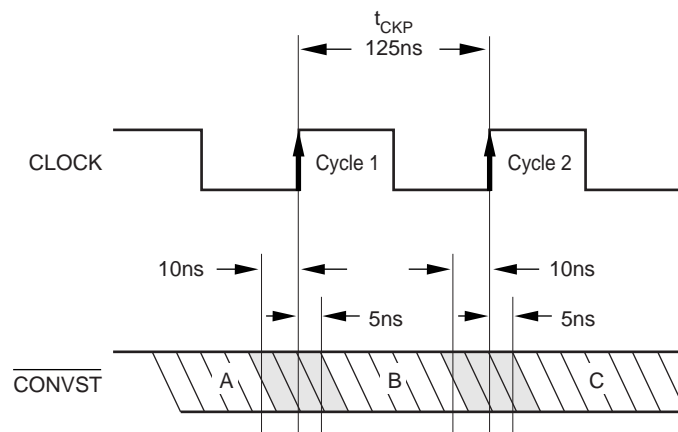 t_CKP
125ns
CLOCK
Cycle 1
Cycle 2
10ns
10ns
5ns
5ns
CONVST
A
B
C